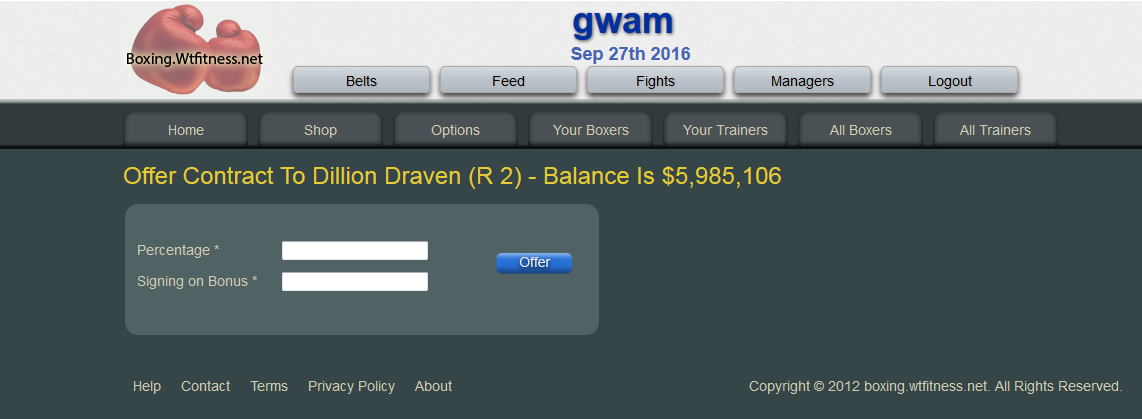 gwam
Boxing.Wtfitness.net
Sep 27th 2016
Belts Feed Fights Managers Logout
Home Shop Options Your Boxers Your Trainers All Boxers All Trainers
Offer Contract To Dillion Draven (R 2) - Balance Is $5,985,106
Percentage *
Offer
Signing on Bonus *
Help Contact Terms Privacy Policy About Copyright © 2012 boxing.wtfitness.net. All Rights Reserved.